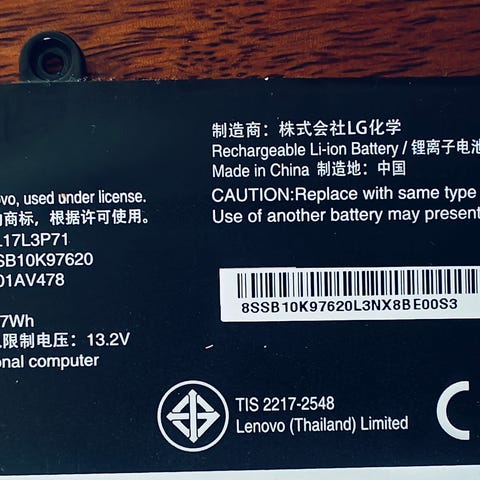 制造商：株式会社LG化学
Rechargeable Li-ion Battery / 锂离子电池
Made in China 制造地：中国
CAUTION:Replace with same type
Use of another battery may present
ovo, used under license.
商标，根据许可使用。
L17L3P71
SB10K97620
01AV478
7Wh
限制电压：13.2V
onal computer
8SSB10K97620L3NX8BE00S3
TIS 2217-2548
Lenovo (Thailand) Limited